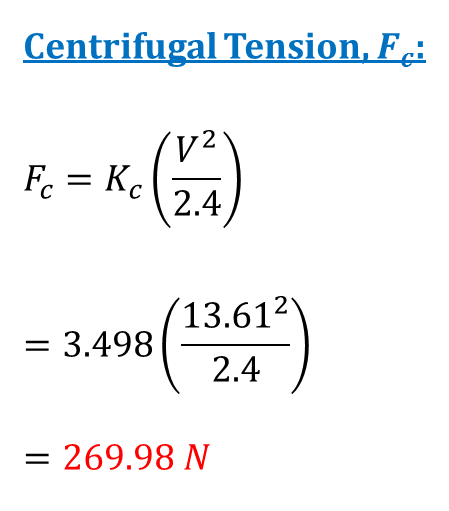 Centrifugal Tension, F_c:
F_c = K_c (V^2 / 2.4)
= 3.498 (13.61^2 / 2.4)
= 269.98 N